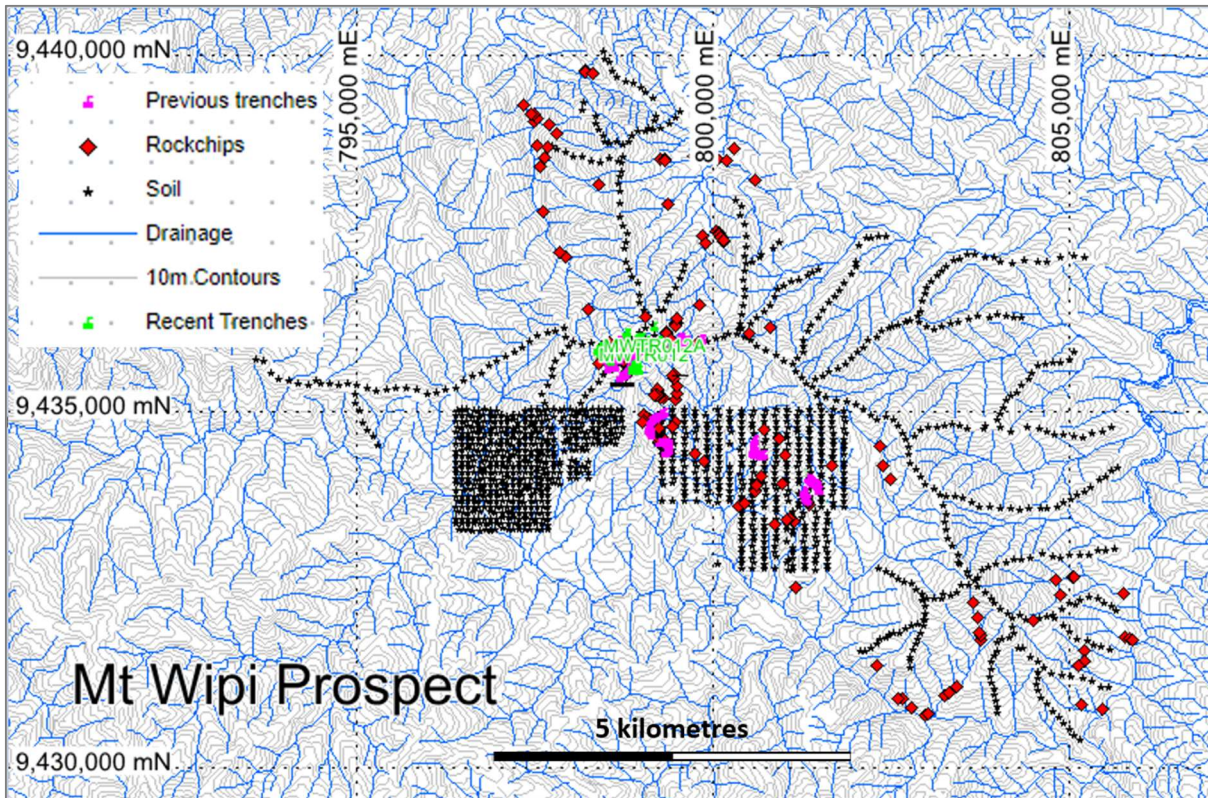 9,440,000 mN
795,000 mE
800,000 mE
805,000 mE
Previous trenches
Rockchips
Soil
Drainage
10m Contours
Recent Trenches
MWTR012A
MWTR012
9,435,000 mN
Mt Wipi Prospect
5 kilometres
9,430,000 mN